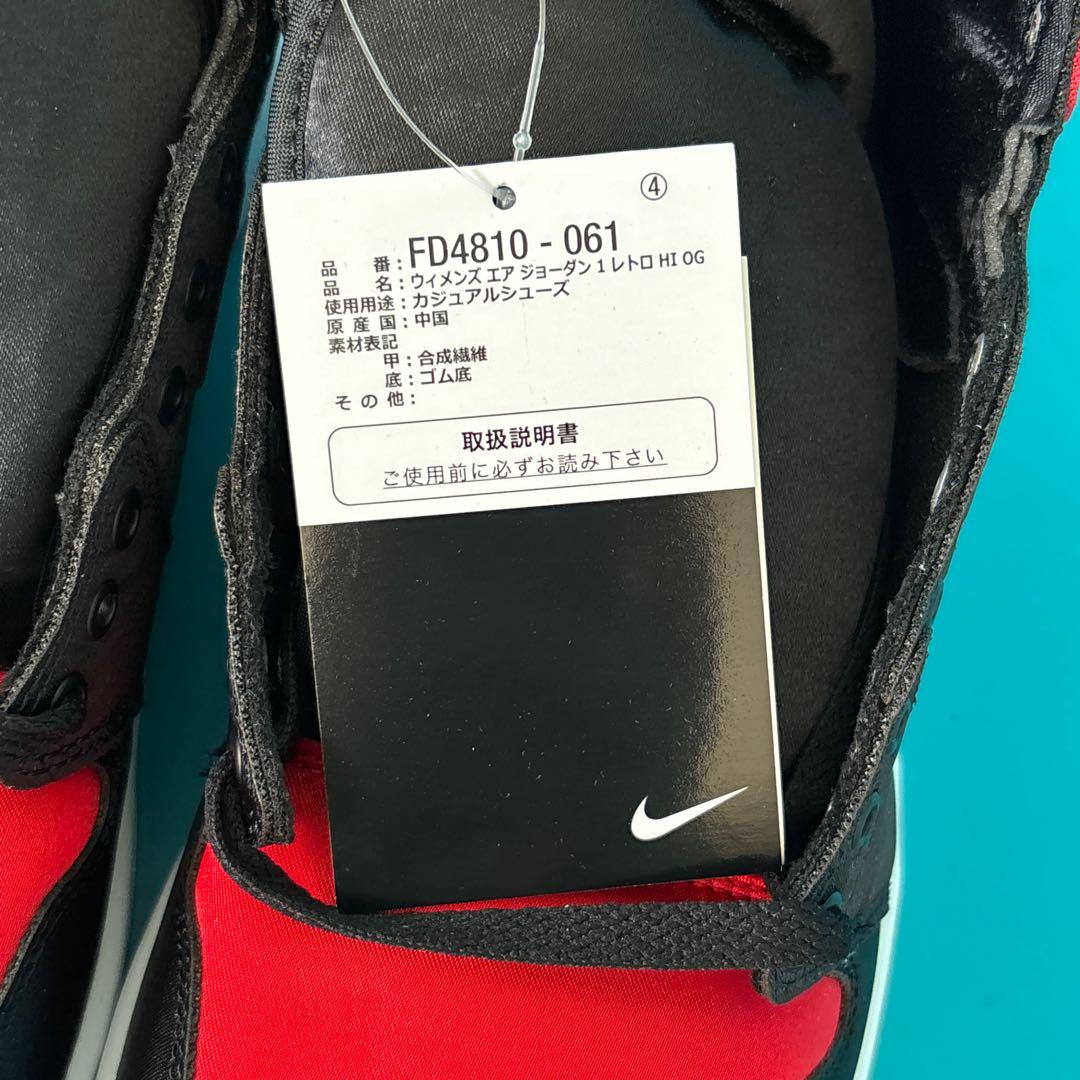 ④
品番:FD4810 - 061
品名:ウィメンズ エア ジョーダン 1 レトロ HI OG
使用用途:カジュアルシューズ
原産国:中国
素材表記
甲:合成繊維
底:ゴム底
その他:
取扱説明書
ご使用前に必ずお読み下さい